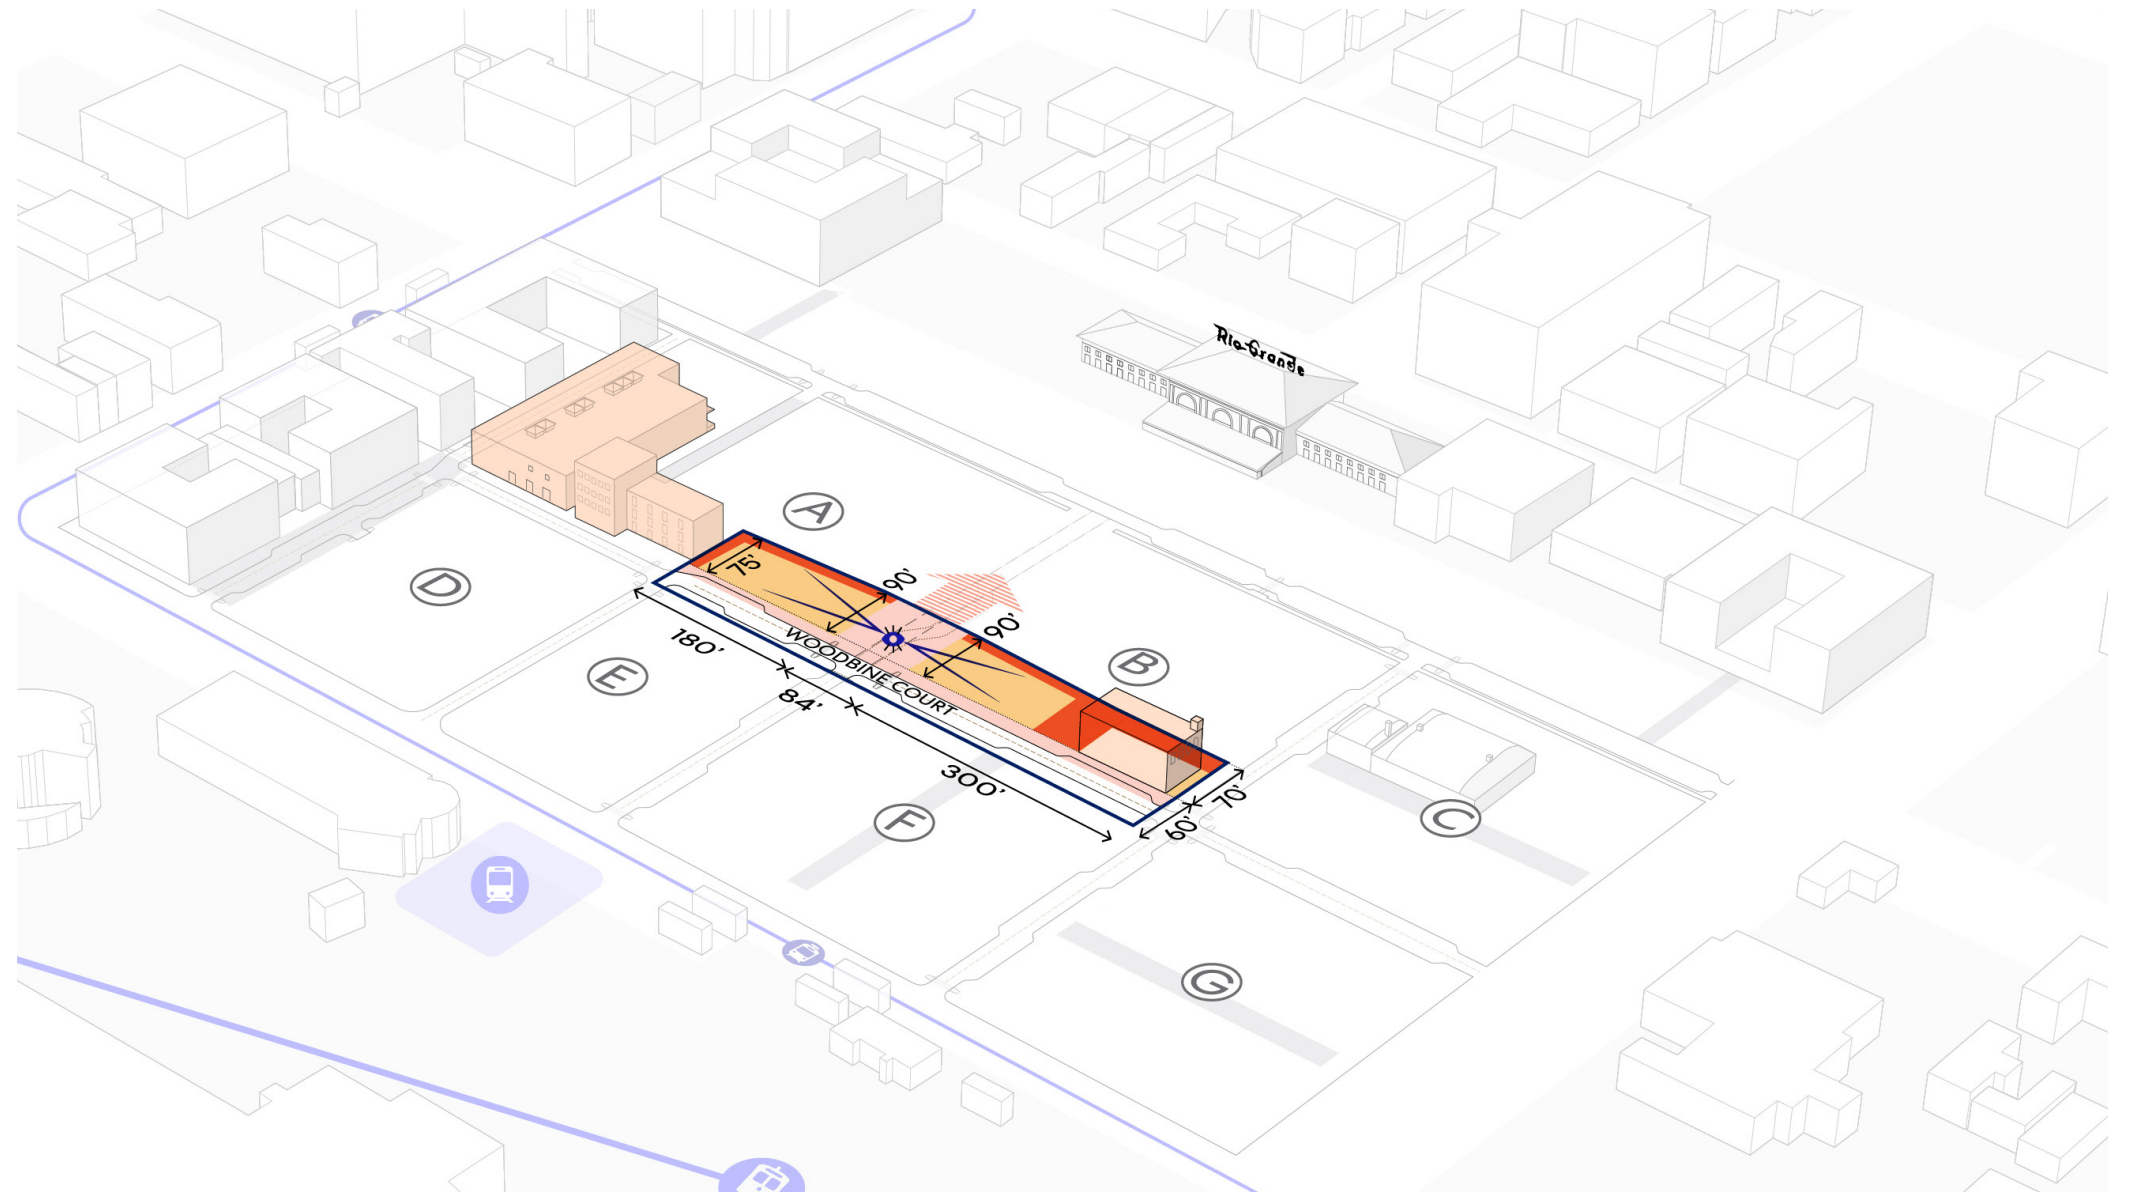 Rio Grande
A
75'
90'
D
90'
180'
WOODBINE COURT
B
E
84'
300'
70'
60'
F
C
G